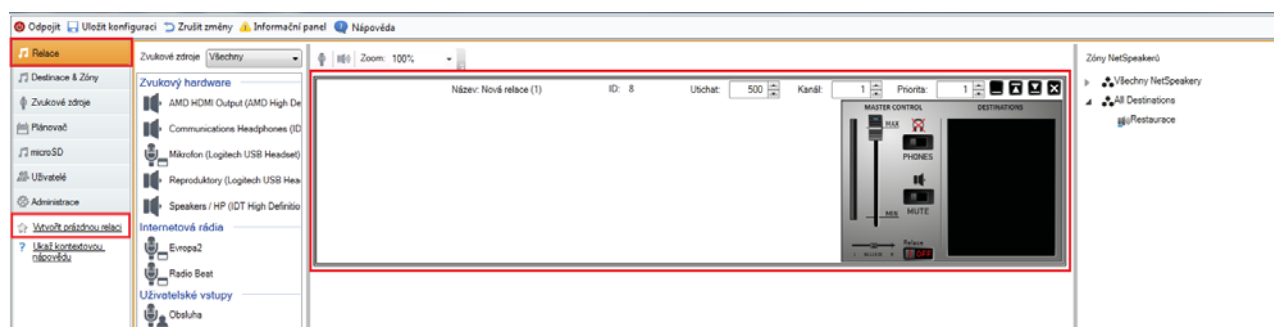 Odpojit Uložit konfiguraci Zrušit změny Informační panel Nápověda
Relace
Destinace & Zóny
Zvukové zdroje
Plánovač
microSD
Uživatelé
Administrace
Vytvořit prázdnou relaci
Ukaž kontextovou
nápovědu
Zvukové zdroje Všechny
Zvukový hardware
AMD HDMI Output (AMD High De
Communications Headphones (ID
Mikrofon (Logitech USB Headset)
Reproduktory (Logitech USB Hea
Speakers / HP (IDT High Definitio
Internetová rádia
Evropa2
Radio Beat
Uživatelské vstupy
Obsluha
Zoom: 100%
Název: Nová relace (1) ID: 8 Utichat: 500 Kanál: 1 Priorita: 1
MASTER CONTROL DESTINATIONS
MAX
PHONES
MIN MUTE
Relace
L R OFF
Zóny NetSpeakerů
Všechny NetSpeakery
All Destinations
Restaurace